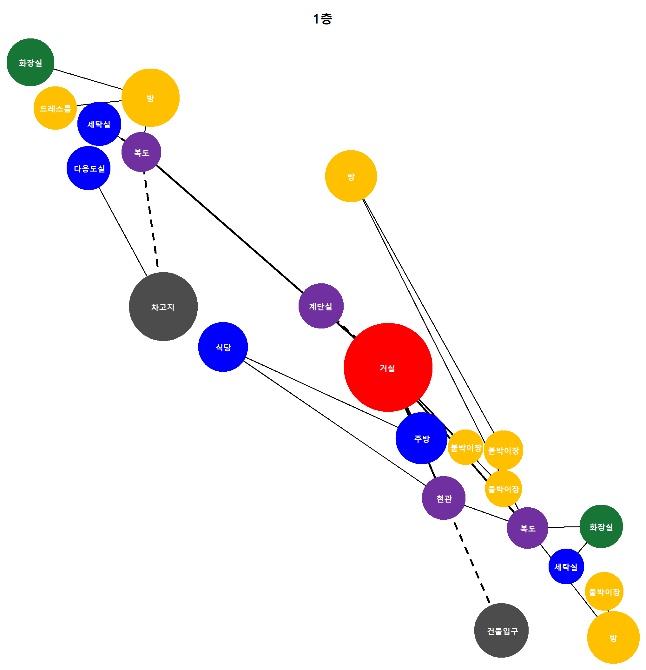 1층
화장실
방
드레스룸
세탁실
복도
다용도실
방
차고지
계단실
식당
거실
주방
붙박이장
붙박이장
붙박이장
현관
복도
화장실
세탁실
붙박이장
건물입구
방